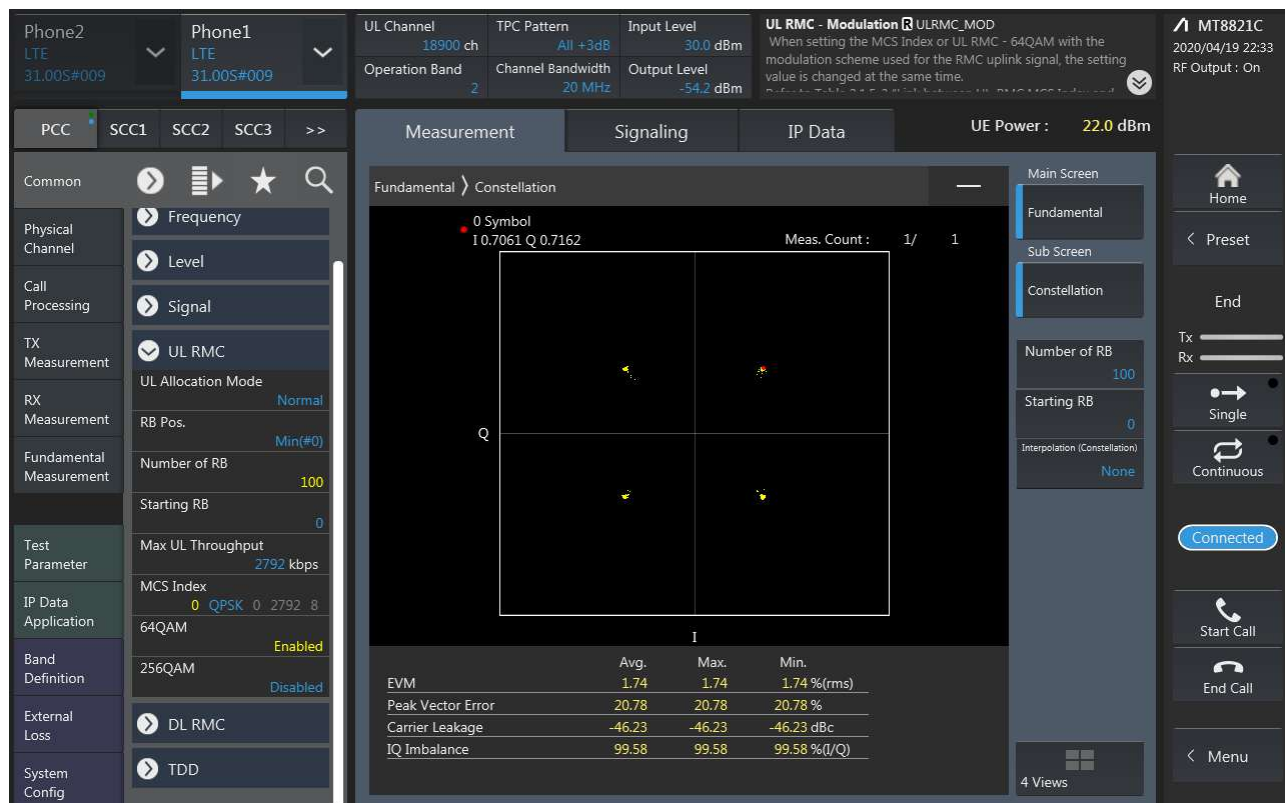 Phone2
LTE
31.00S#009
Phone1
LTE
31.00S#009
UL Channel
18900 ch
TPC Pattern
All +3dB
Input Level
30.0 dBm
Operation Band
2
Channel Bandwidth
20 MHz
Output Level
-54.2 dBm
UL RMC - Modulation R ULRMC_MOD
When setting the MCS Index or UL RMC - 64QAM with the
modulation scheme used for the RMC uplink signal, the setting
value is changed at the same time.
MT8821C
2020/04/19 22:33
RF Output : On
PCC SCC1 SCC2 SCC3 >>
Measurement Signaling IP Data
UE Power : 22.0 dBm
Common
Physical
Channel
Call
Processing
TX
Measurement
RX
Measurement
Fundamental
Measurement
Test
Parameter
IP Data
Application
Band
Definition
External
Loss
System
Config
Frequency
Level
Signal
UL RMC
UL Allocation Mode
Normal
RB Pos.
Min(#0)
Number of RB
100
Starting RB
0
Max UL Throughput
2792 kbps
MCS Index
0 QPSK 0 2792 8
64QAM
Enabled
256QAM
Disabled
DL RMC
TDD
Fundamental 〉 Constellation
0 Symbol
I 0.7061 Q 0.7162
Meas. Count : 1/ 1
Q
I
Avg. Max. Min.
EVM 1.74 1.74 1.74 %(rms)
Peak Vector Error 20.78 20.78 20.78 %
Carrier Leakage -46.23 -46.23 -46.23 dBc
IQ Imbalance 99.58 99.58 99.58 %(I/Q)
Main Screen
Fundamental
Sub Screen
Constellation
Number of RB
100
Starting RB
0
Interpolation (Constellation)
None
4 Views
Home
< Preset
End
Tx
Rx
Single
Continuous
Connected
Start Call
End Call
< Menu